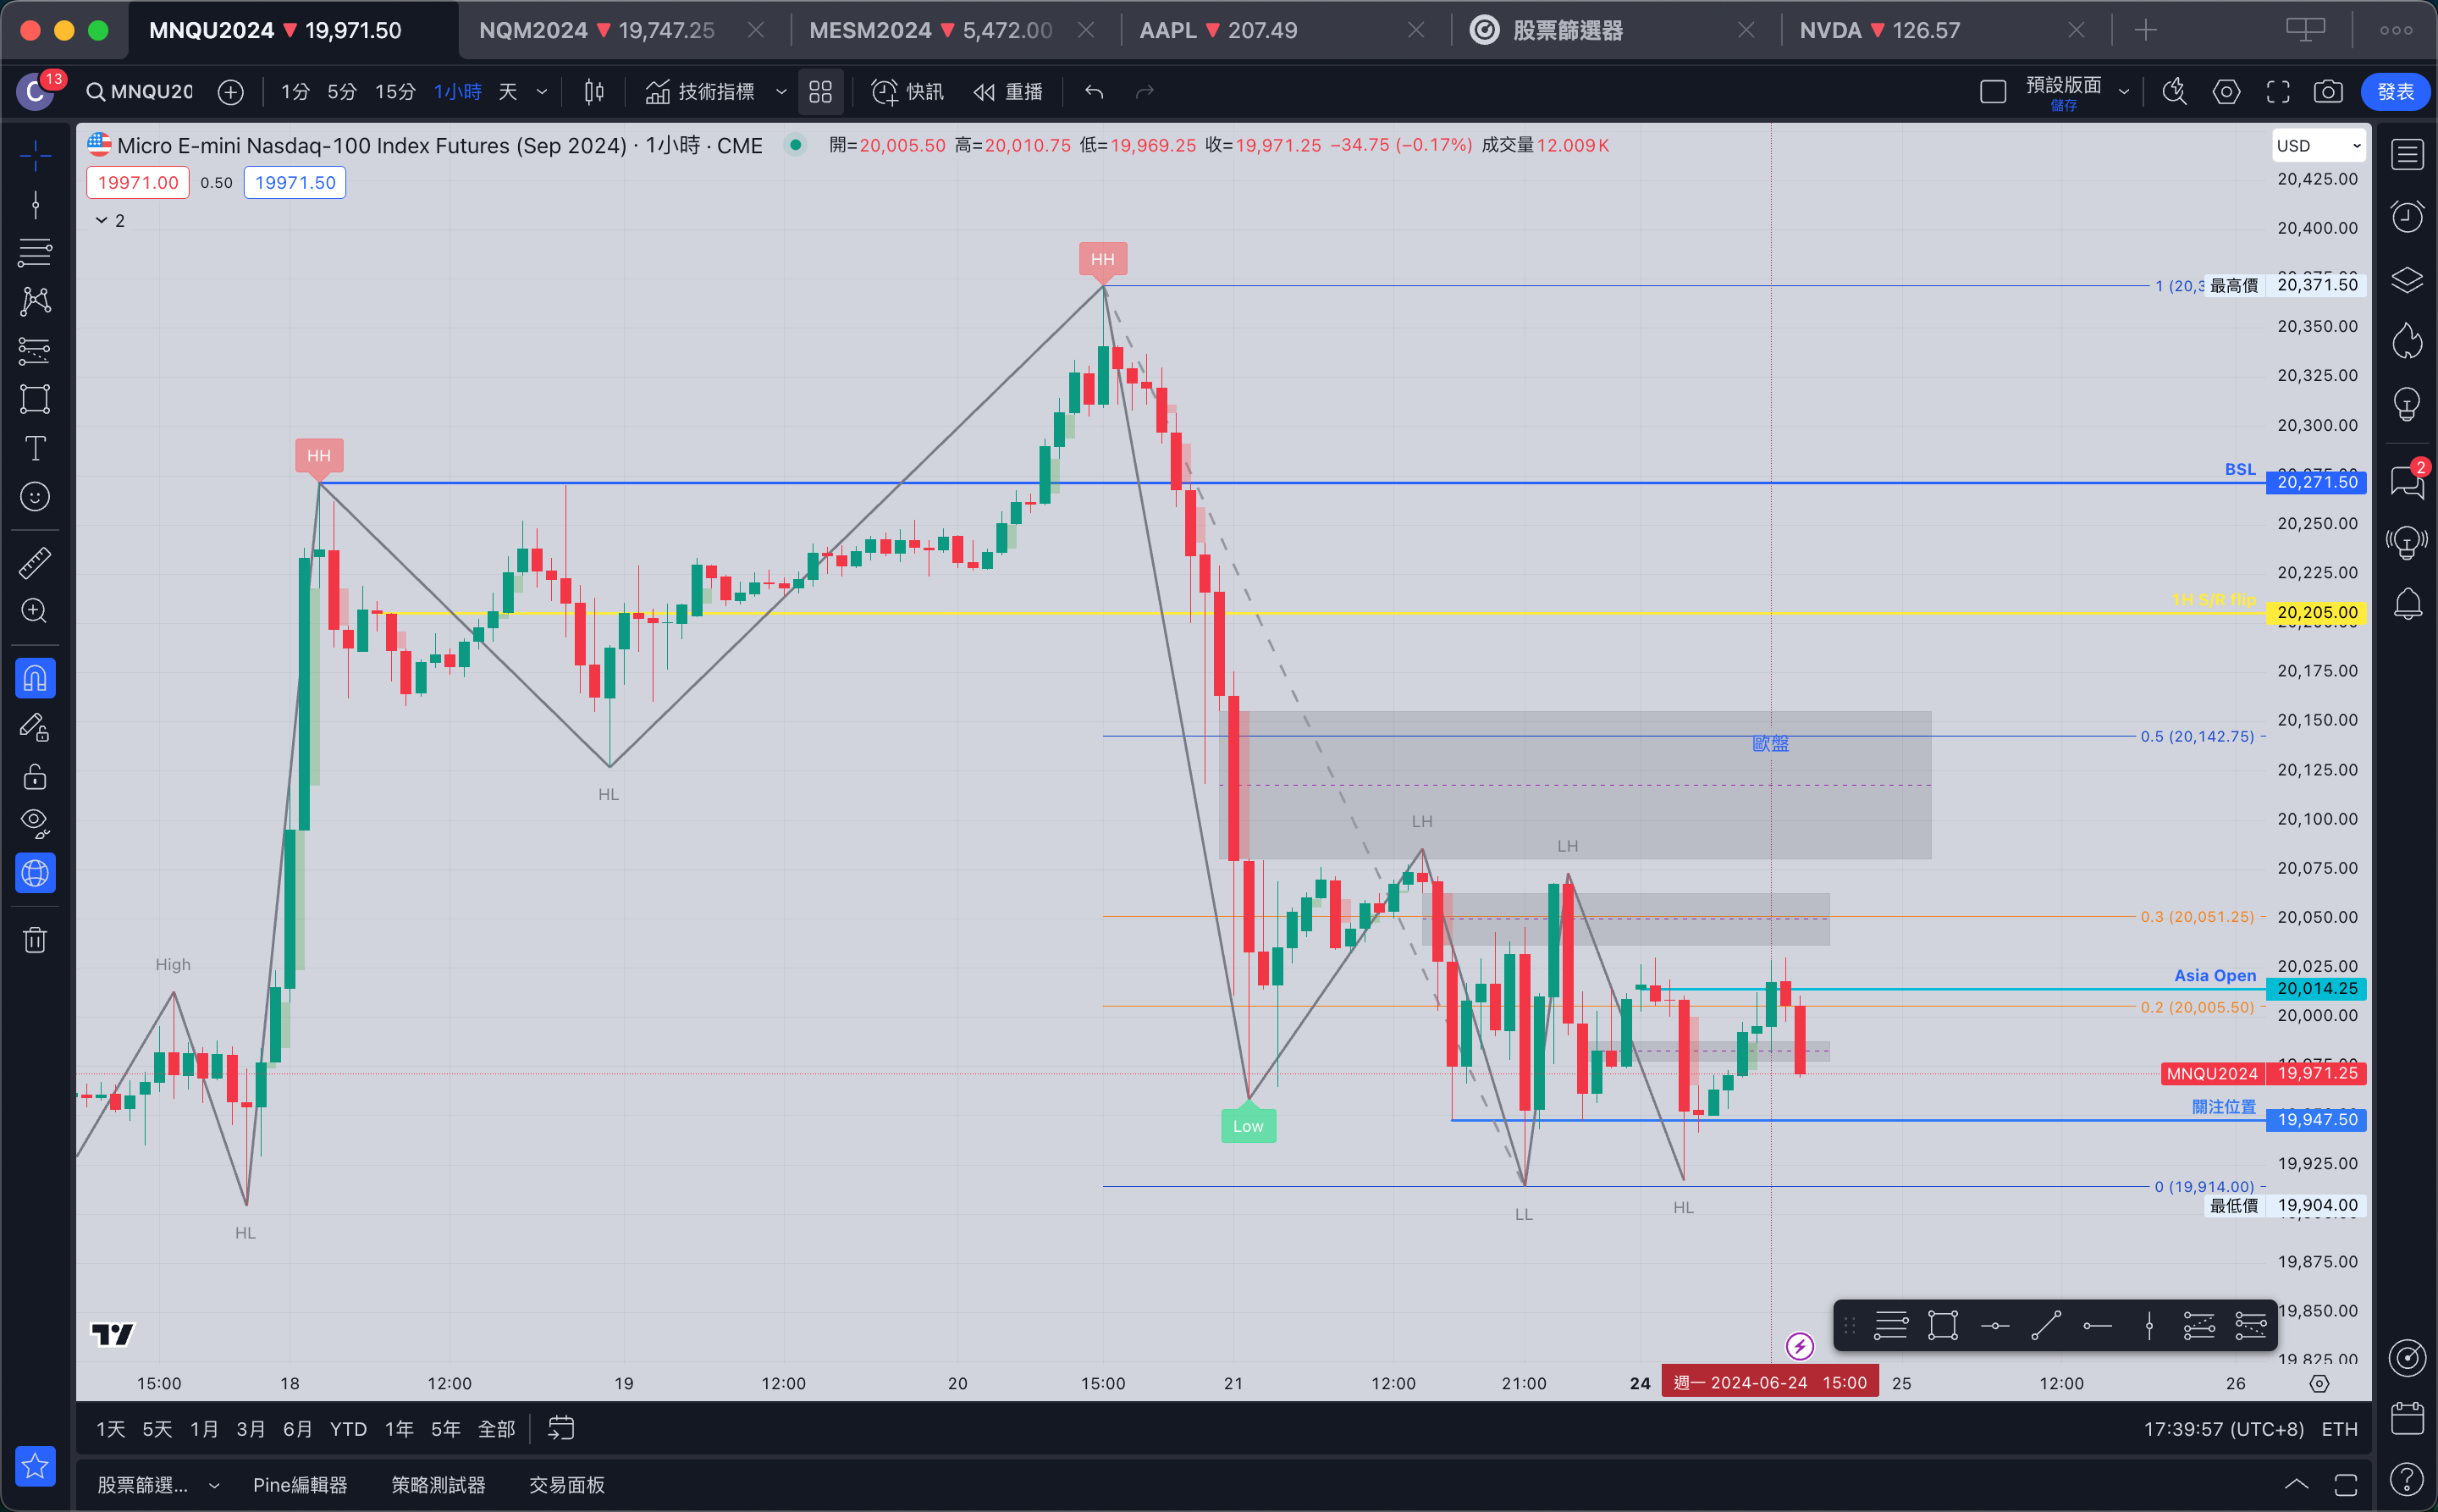 MNQU2024 ▼ 19,971.50
NQM2024 ▼ 19,747.25
MESM2024 ▼ 5,472.00
AAPL ▼ 207.49
股票篩選器
NVDA ▼ 126.57
C
13
MNQU20
1分 5分 15分 1小時 天
技術指標
快訊
重播
預設版面
儲存
發表
Micro E-mini Nasdaq-100 Index Futures (Sep 2024) · 1小時 · CME
開=20,005.50 高=20,010.75 低=19,969.25 收=19,971.25 −34.75 (−0.17%) 成交量12.009K
USD
19971.00 0.50 19971.50
2
20,425.00
20,400.00
HH
1 (20,3
最高價 20,371.50
20,350.00
20,325.00
20,300.00
HH
BSL
20,271.50
2
20,250.00
20,225.00
1H S/R flip
20,205.00
20,175.00
20,150.00
0.5 (20,142.75)
歐盤
20,125.00
HL
20,100.00
LH
LH
20,075.00
0.3 (20,051.25)
20,050.00
High
20,025.00
Asia Open
20,014.25
0.2 (20,005.50)
20,000.00
MNQU2024 19,971.25
關注位置
19,947.50
Low
19,925.00
0 (19,914.00)
最低價 19,904.00
HL
LL
HL
19,875.00
19,850.00
19,825.00
15:00 18 12:00 19 12:00 20 15:00 21 12:00 21:00 24 週一 2024-06-24 15:00 25 12:00 26
1天 5天 1月 3月 6月 YTD 1年 5年 全部
17:39:57 (UTC+8) ETH
股票篩選... Pine編輯器 策略測試器 交易面板